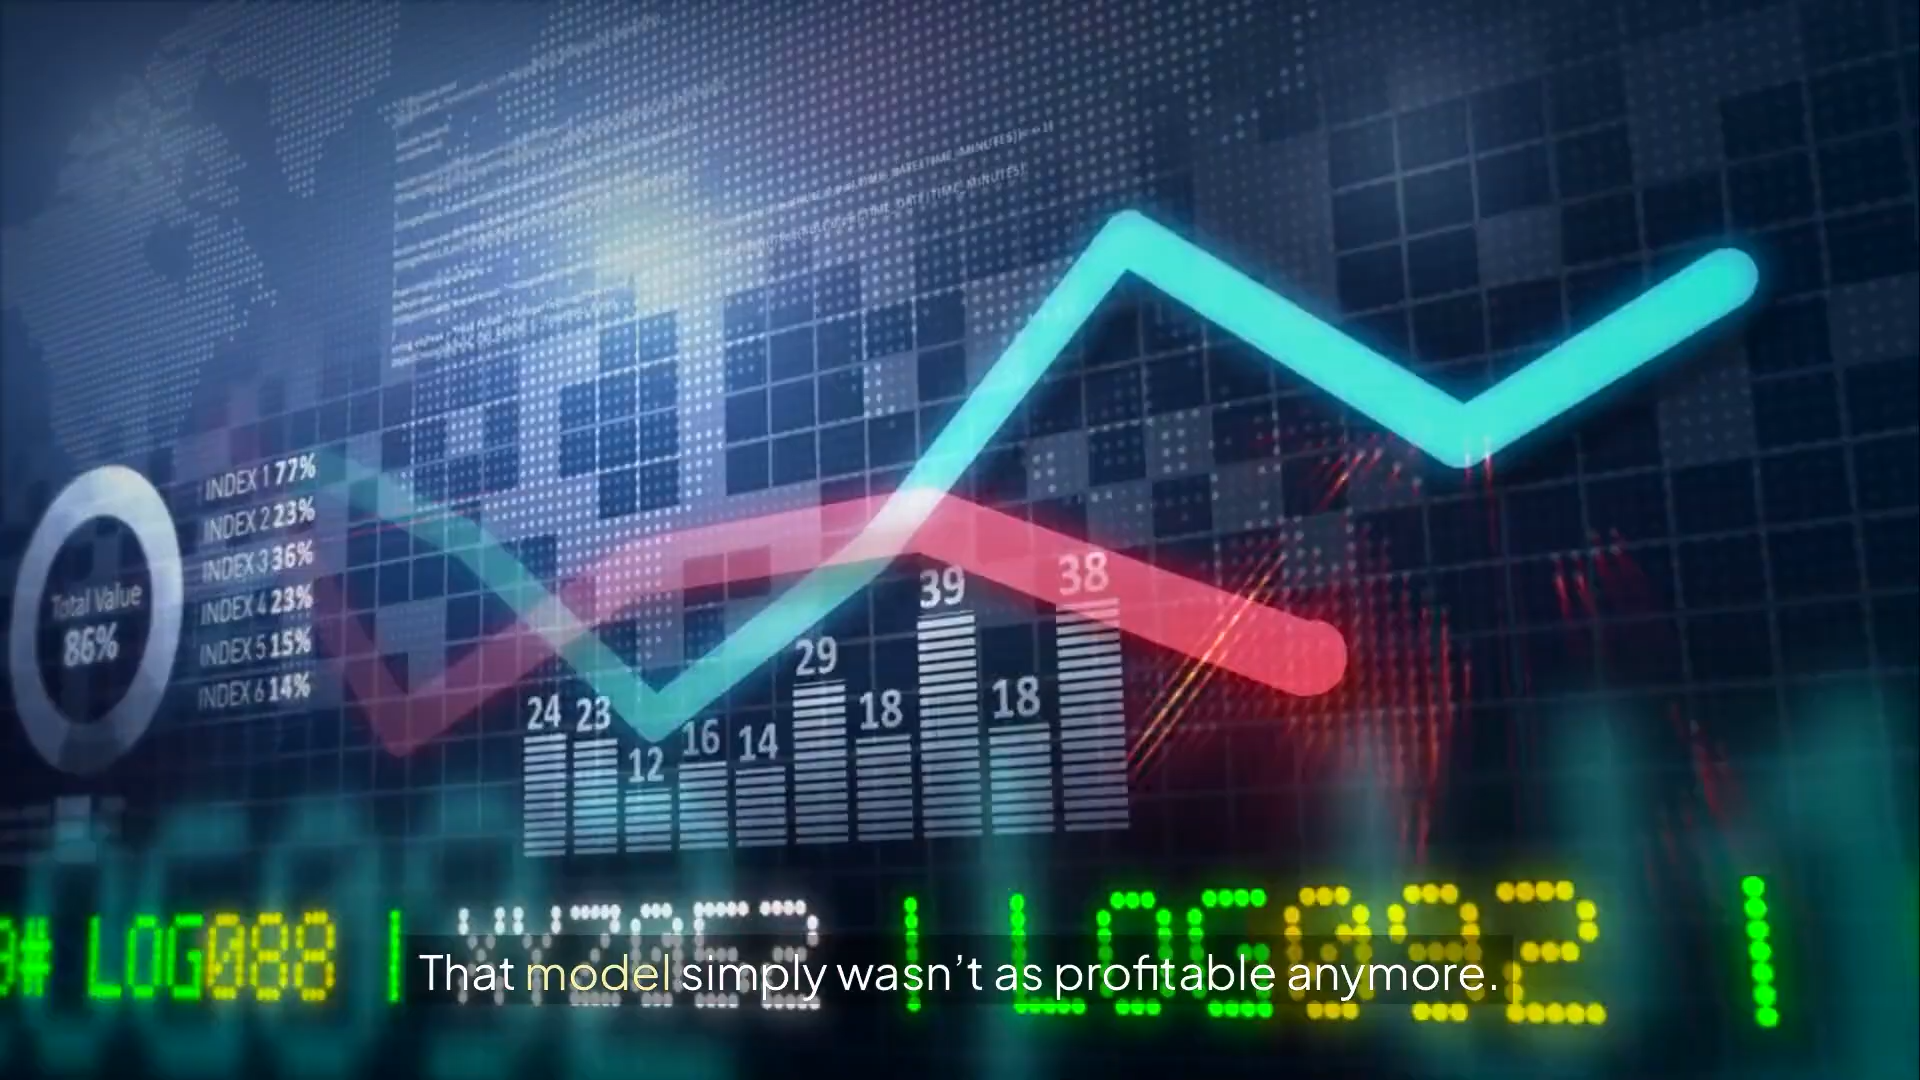 INDEX 1 77%
INDEX 2 23%
INDEX 3 36%
INDEX 4 23%
INDEX 5 15%
INDEX 6 14%
Total Value
86%
24 23 12 16 14 29 18 39 18 38
LOG088 | XYZ0E2 | LOG092 |
That model simply wasn't as profitable anymore.